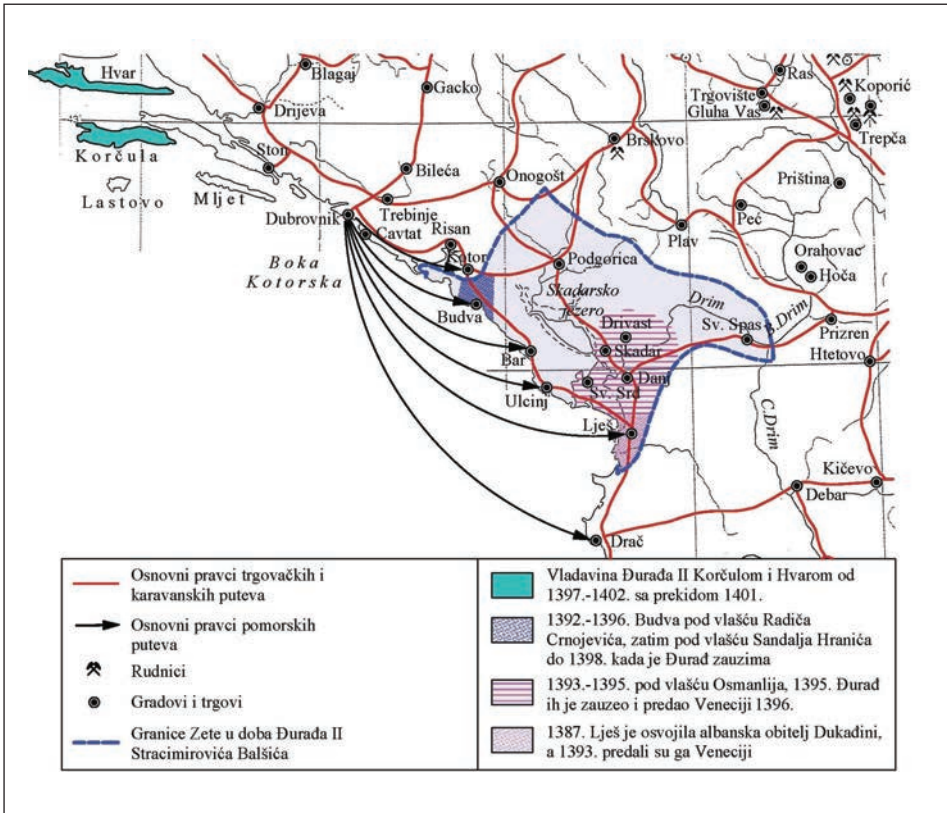 Hvar
Blagaj
Gacko
Ras
Koporić
Trgovište
Gluha Vas
Drijeva
43°
Trepča
Korčula
Ston
Brskovo
Lastovo
Mljet
Bileća
Onogošt
Priština
Dubrovnik
Trebinje
Cavtat
Risan
Peć
Plav
Kotor
Podgorica
Orahovac
Hoča
Boka
Kotorska
Skadarsko
Jezero
Budva
Drim
B.Drim
Drivast
Sv. Spas
Prizren
Bar
Skadar
Htetovo
Danj
Ulcinj
Sv. Srđ
Lješ
C.Drim
Kičevo
Debar
Drač
Osnovni pravci trgovačkih i
karavanskih puteva
Osnovni pravci pomorskih
puteva
Rudnici
Gradovi i trgovi
Granice Zete u doba Đurađa II
Stracimirovića Balšića
Vladavina Đurađa II Korčulom i Hvarom od
1397.-1402. sa prekidom 1401.
1392.-1396. Budva pod vlašću Radiča
Crnojevića, zatim pod vlašću Sandalja Hranića
do 1398. kada je Đurađ zauzima
1393.-1395. pod vlašću Osmanlija, 1395. Đurađ
ih je zauzeo i predao Veneciji 1396.
1387. Lješ je osvojila albanska obitelj Dukađini,
a 1393. predali su ga Veneciji